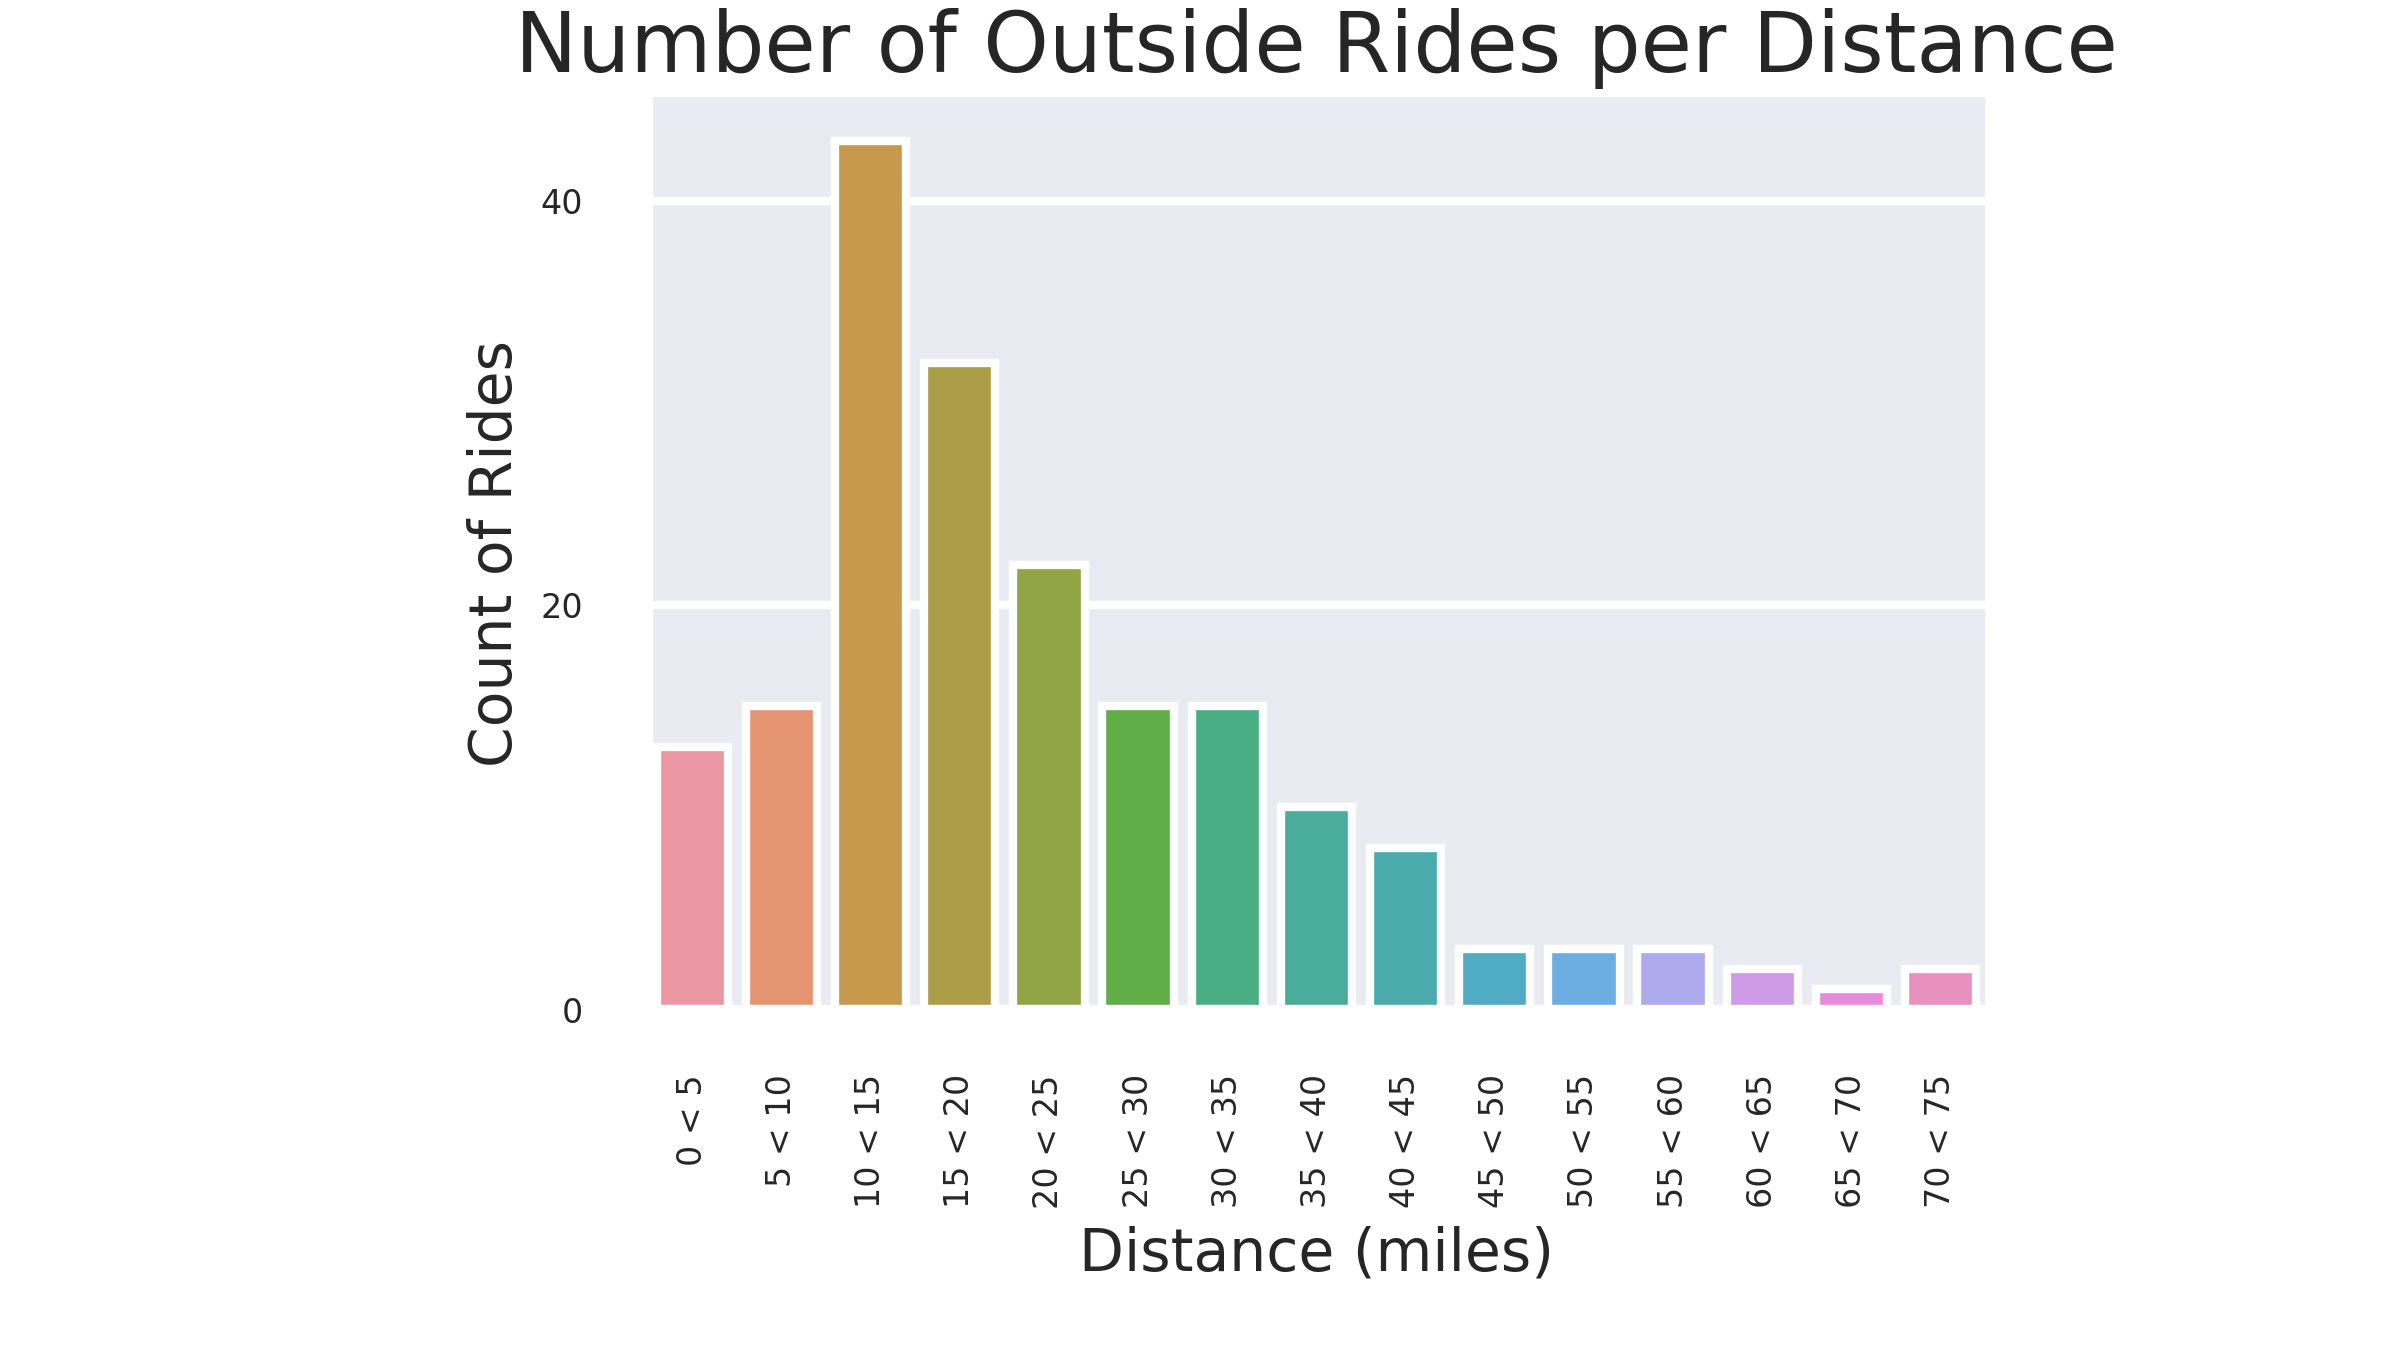 Number of Outside Rides per Distance
Count of Rides
40
20
0
0 < 5
5 < 10
10 < 15
15 < 20
20 < 25
25 < 30
30 < 35
35 < 40
40 < 45
45 < 50
50 < 55
55 < 60
60 < 65
65 < 70
70 < 75
Distance (miles)